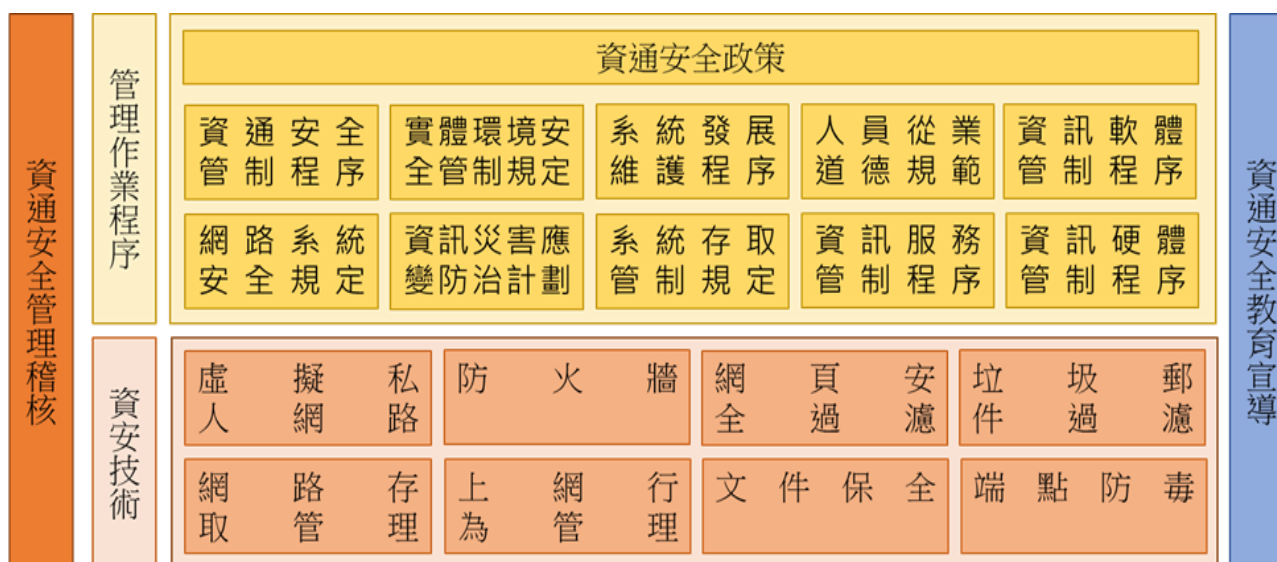 資通安全管理稽核
管理作業程序
資通安全政策
資通安全
管制程序
實體環境安
全管制規定
系統發展
維護程序
人員從業
道德規範
資訊軟體
管制程序
網路系統
安全規定
資訊災害應
變防治計劃
系統存取
管制規定
資訊服務
管制程序
資訊硬體
管制程序
資安技術
虛擬私
人網路
防火牆
網頁安
全過濾
垃圾郵
件過濾
網路存
取管理
上網行
為管理
文件保全
端點防毒
資通安全教育宣導